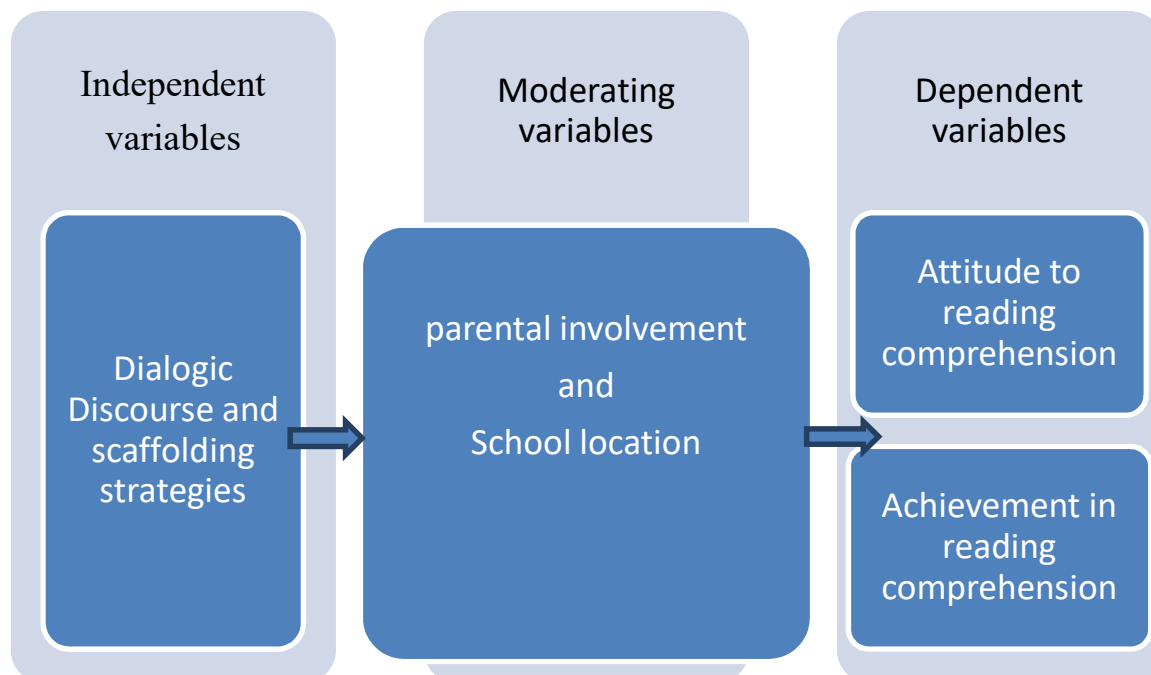 Independent
variables
Dialogic
Discourse and
scaffolding
strategies
Moderating
variables
parental involvement
and
School location
Dependent
variables
Attitude to
reading
comprehension
Achievement in
reading
comprehension